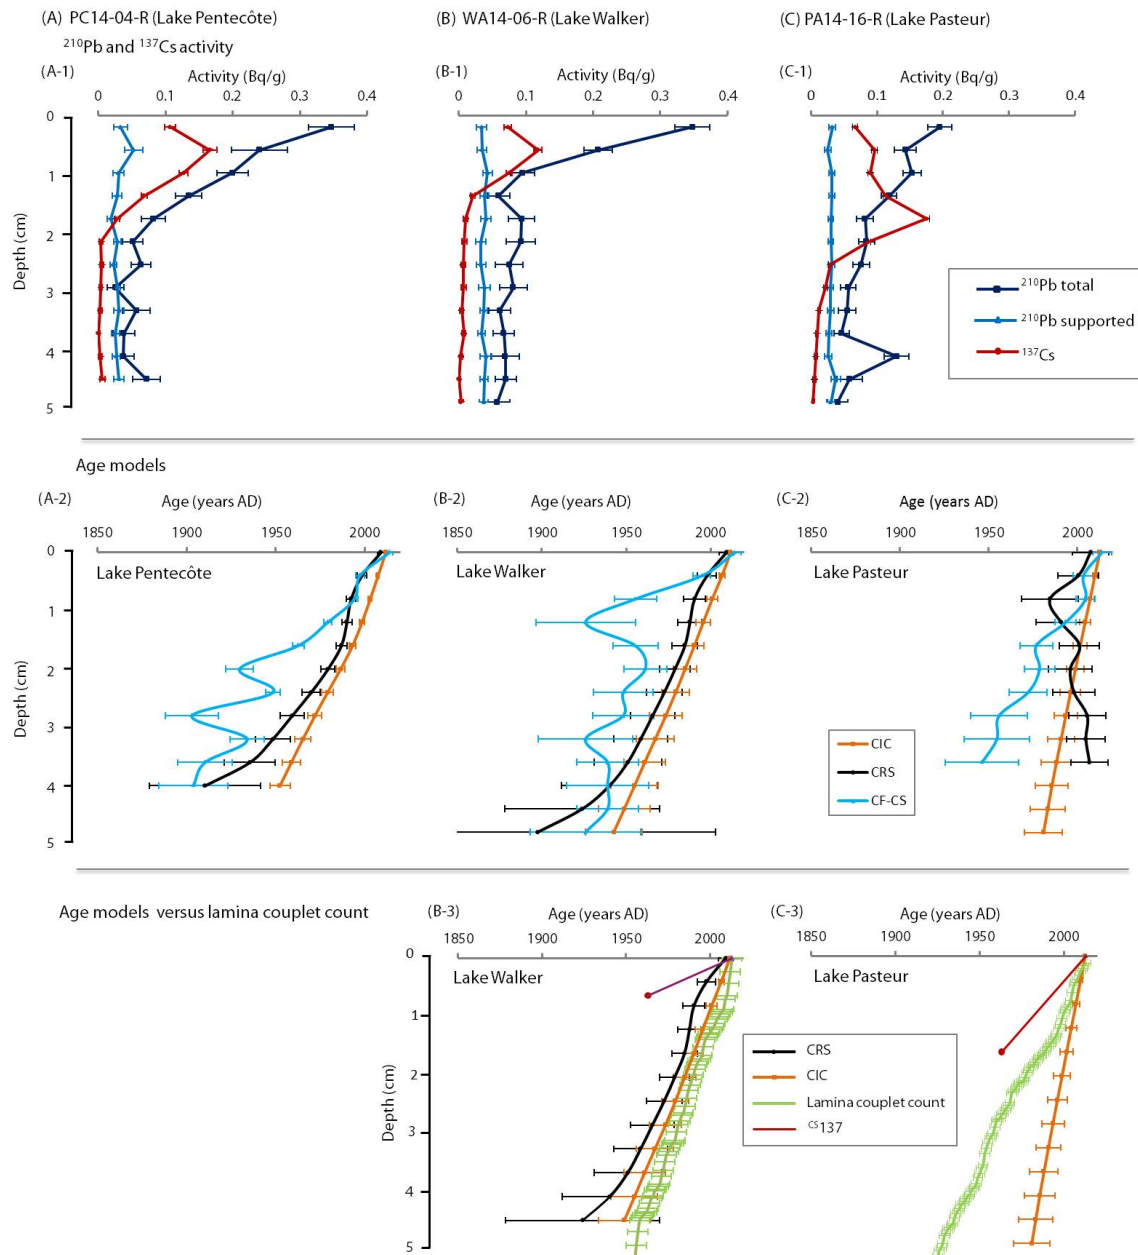 (A) PC14-04-R (Lake Pentecôte)
(B) WA14-06-R (Lake Walker)
(C) PA14-16-R (Lake Pasteur)
²¹⁰Pb and ¹³⁷Cs activity
(A-1) Activity (Bq/g)
(B-1) Activity (Bq/g)
(C-1) Activity (Bq/g)
0 0.1 0.2 0.3 0.4
0 0.1 0.2 0.3 0.4
0 0.1 0.2 0.3 0.4
Depth (cm)
0
1
2
3
4
5
²¹⁰Pb total
²¹⁰Pb supported
¹³⁷Cs
Age models
(A-2) Age (years AD)
(B-2) Age (years AD)
(C-2) Age (years AD)
1850 1900 1950 2000
1850 1900 1950 2000
1850 1900 1950 2000
Lake Pentecôte
Lake Walker
Lake Pasteur
Depth (cm)
0
1
2
3
4
5
CIC
CRS
CF-CS
Age models versus lamina couplet count
(B-3) Age (years AD)
(C-3) Age (years AD)
1850 1900 1950 2000
1850 1900 1950 2000
Lake Walker
Lake Pasteur
Depth (cm)
0
1
2
3
4
5
CRS
CIC
Lamina couplet count
ᶜˢ137